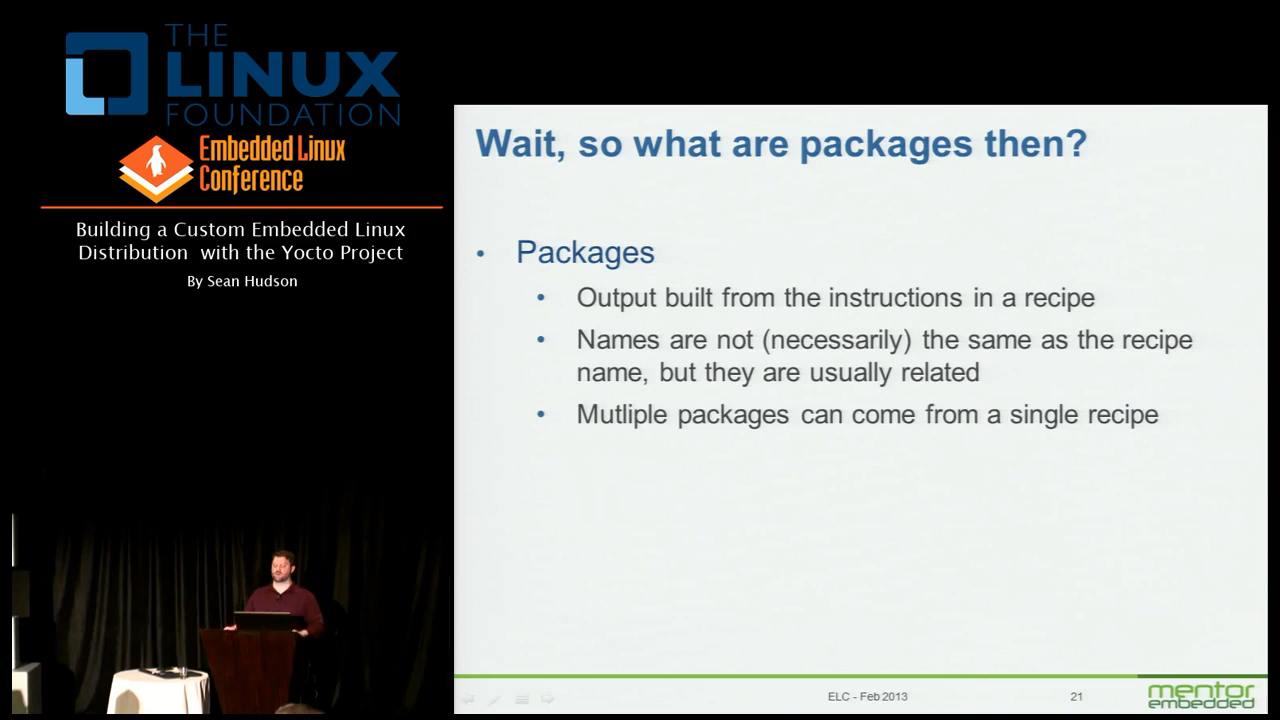 THE
LINUX
FOUNDATION
Embedded Linux
Conference
Building a Custom Embedded Linux
Distribution with the Yocto Project
By Sean Hudson
Wait, so what are packages then?
• Packages
• Output built from the instructions in a recipe
• Names are not (necessarily) the same as the recipe
name, but they are usually related
• Mutliple packages can come from a single recipe
ELC - Feb 2013
21
mentor
embedded